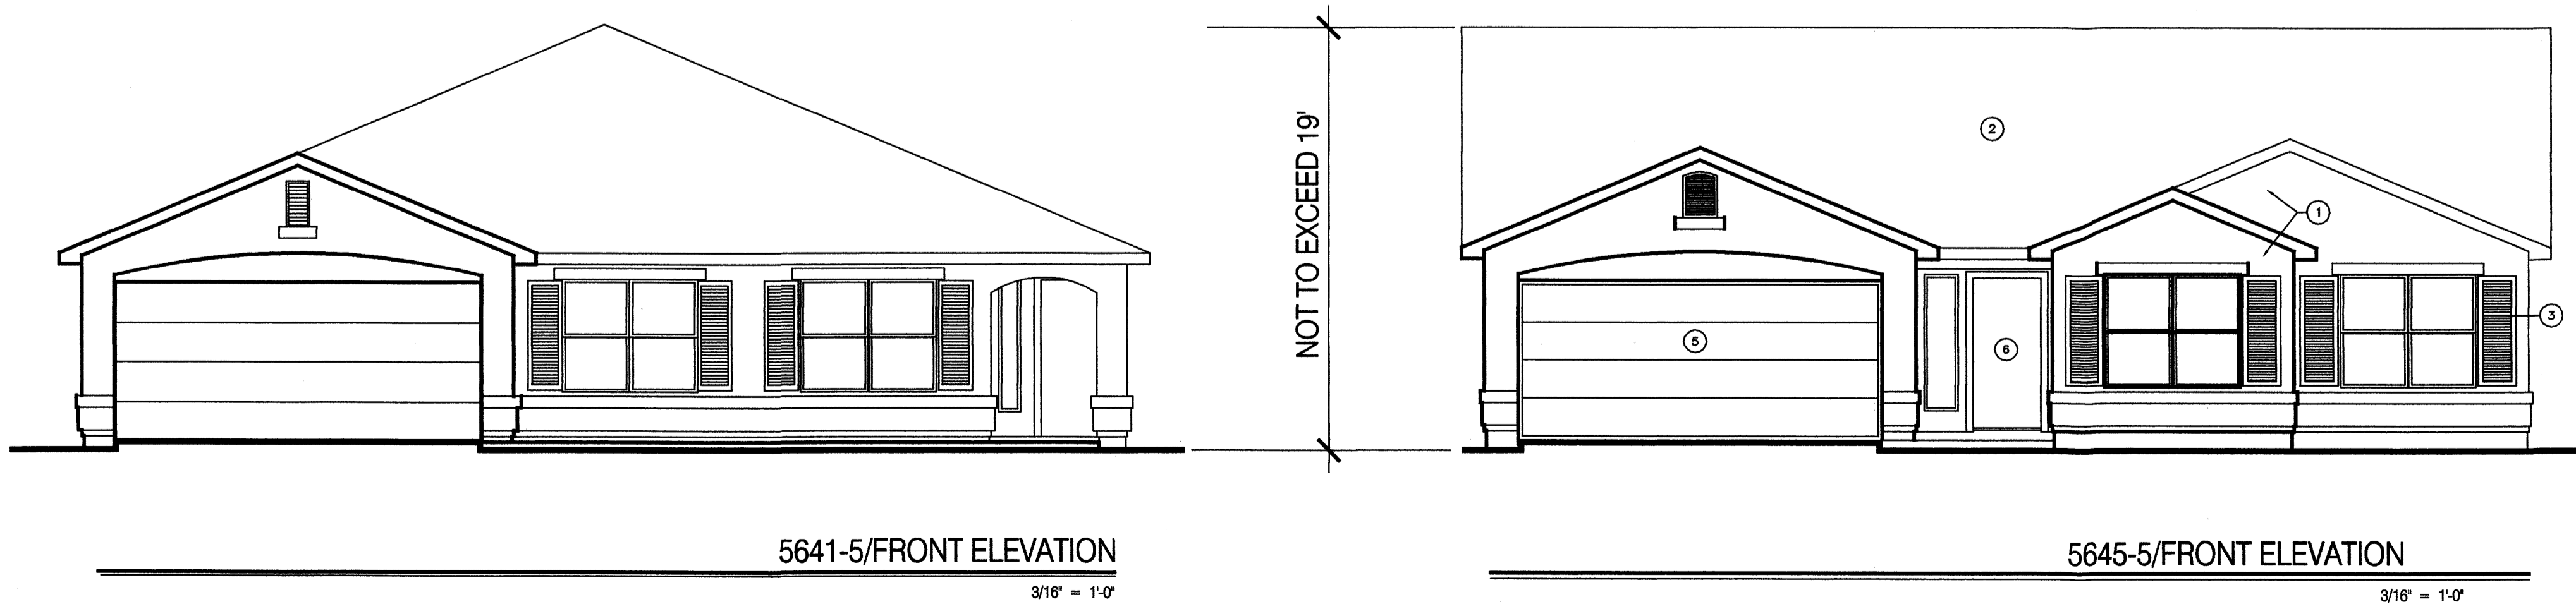 NOT TO EXCEED 19'
2
1
3
5
6
5641-5/FRONT ELEVATION
3/16" = 1'-0"
5645-5/FRONT ELEVATION
3/16" = 1'-0"